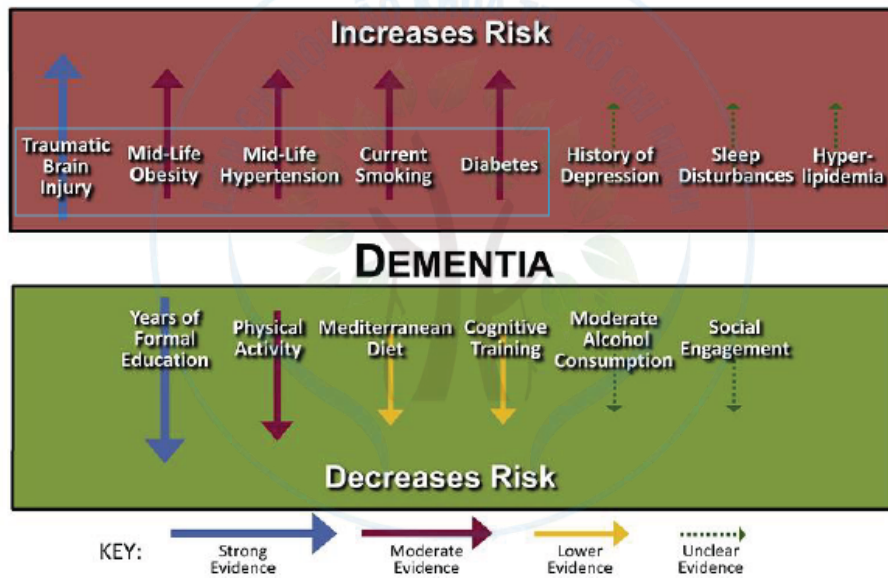 Increases Risk
Traumatic
Brain
Injury
Mid-Life
Obesity
Mid-Life
Hypertension
Current
Smoking
Diabetes
History of
Depression
Sleep
Disturbances
Hyper-
lipidemia
DEMENTIA
Years of
Formal
Education
Physical
Activity
Mediterranean
Diet
Cognitive
Training
Moderate
Alcohol
Consumption
Social
Engagement
Decreases Risk
KEY:
Strong
Evidence
Moderate
Evidence
Lower
Evidence
Unclear
Evidence